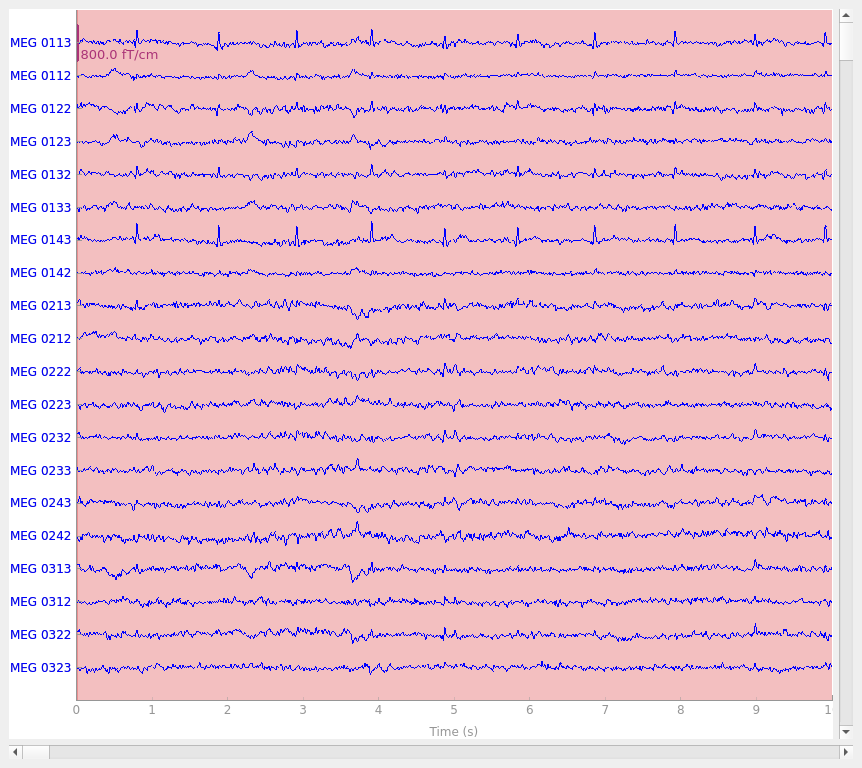 MEG 0113
800.0 fT/cm
MEG 0112
MEG 0122
MEG 0123
MEG 0132
MEG 0133
MEG 0143
MEG 0142
MEG 0213
MEG 0212
MEG 0222
MEG 0223
MEG 0232
MEG 0233
MEG 0243
MEG 0242
MEG 0313
MEG 0312
MEG 0322
MEG 0323
0 1 2 3 4 5 6 7 8 9 1
Time (s)